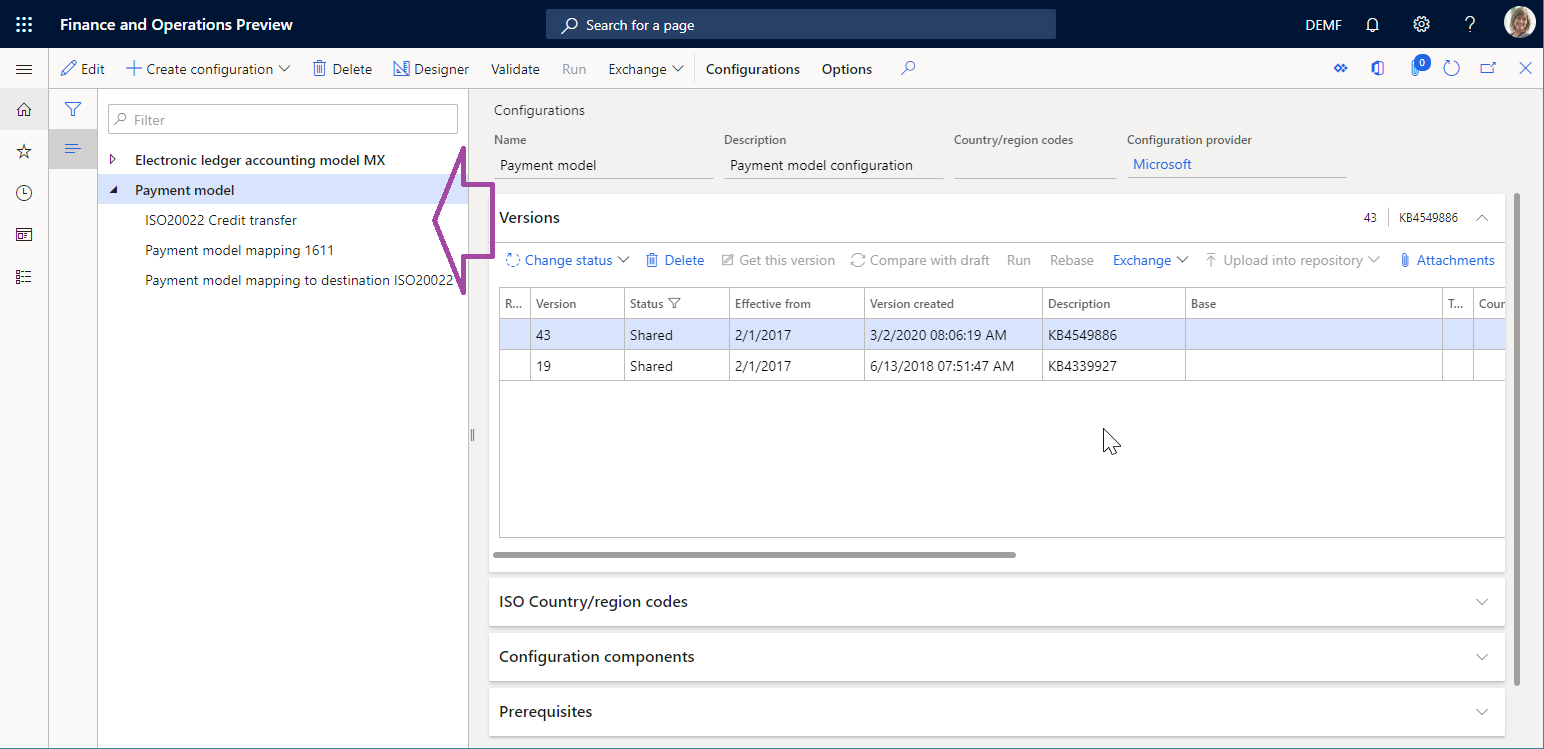 Finance and Operations Preview
Search for a page
DEMF
Edit
Create configuration
Delete
Designer
Validate
Run
Exchange
Configurations
Options
0
Filter
Electronic ledger accounting model MX
Payment model
ISO20022 Credit transfer
Payment model mapping 1611
Payment model mapping to destination ISO20022
Configurations
Name Description Country/region codes Configuration provider
Payment model Payment model configuration Microsoft
Versions 43 KB4549886
Change status Delete Get this version Compare with draft Run Rebase Exchange Upload into repository Attachments
R... Version Status Effective from Version created Description Base T... Cour
43 Shared 2/1/2017 3/2/2020 08:06:19 AM KB4549886
19 Shared 2/1/2017 6/13/2018 07:51:47 AM KB4339927
ISO Country/region codes
Configuration components
Prerequisites